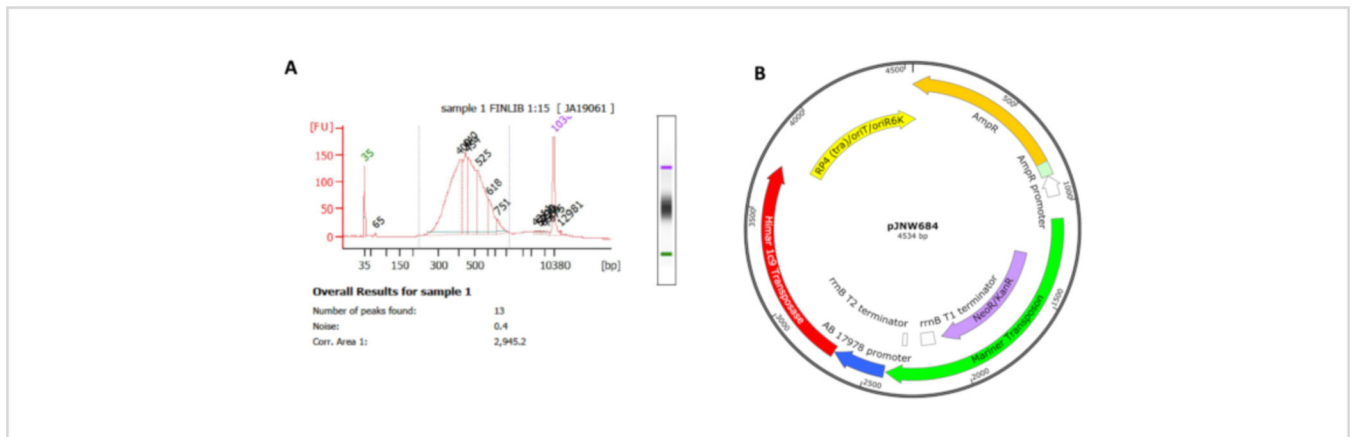 A
sample 1 FINLIB 1:15 [ JA19061 ]
[FU]
150
100
50
0
35
65
525
618
751
12981
35 150 300 500 10380 [bp]
Overall Results for sample 1
Number of peaks found: 13
Noise: 0.4
Corr. Area 1: 2,945.2
B
4500
500
1000
1500
2000
2500
3000
3500
4000
AmpR
AmpR promoter
RP4 (tra)/oriT/oriR6K
pJNW684
4534 bp
Himar 1c9 Transposase
rrnB T2 terminator
rrnB T1 terminator
NeoR/KanR
Mariner Transposon
AB 17978 promoter